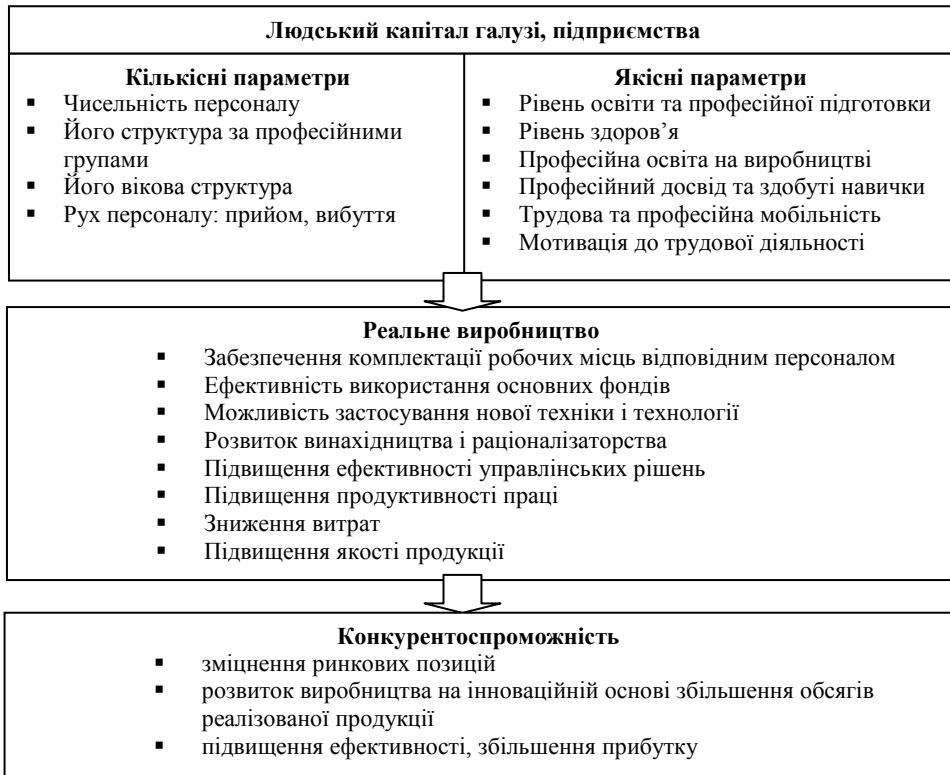 Людський капітал галузі, підприємства
Кількісні параметри
▪ Чисельність персоналу
▪ Його структура за професійними
групами
▪ Його вікова структура
▪ Рух персоналу: прийом, вибуття
Якісні параметри
▪ Рівень освіти та професійної підготовки
▪ Рівень здоров’я
▪ Професійна освіта на виробництві
▪ Професійний досвід та здобуті навички
▪ Трудова та професійна мобільність
▪ Мотивація до трудової діяльності
Реальне виробництво
▪ Забезпечення комплектації робочих місць відповідним персоналом
▪ Ефективність використання основних фондів
▪ Можливість застосування нової техніки і технології
▪ Розвиток винахідництва і раціоналізаторства
▪ Підвищення ефективності управлінських рішень
▪ Підвищення продуктивності праці
▪ Зниження витрат
▪ Підвищення якості продукції
Конкурентоспроможність
▪ зміцнення ринкових позицій
▪ розвиток виробництва на інноваційній основі збільшення обсягів
реалізованої продукції
▪ підвищення ефективності, збільшення прибутку